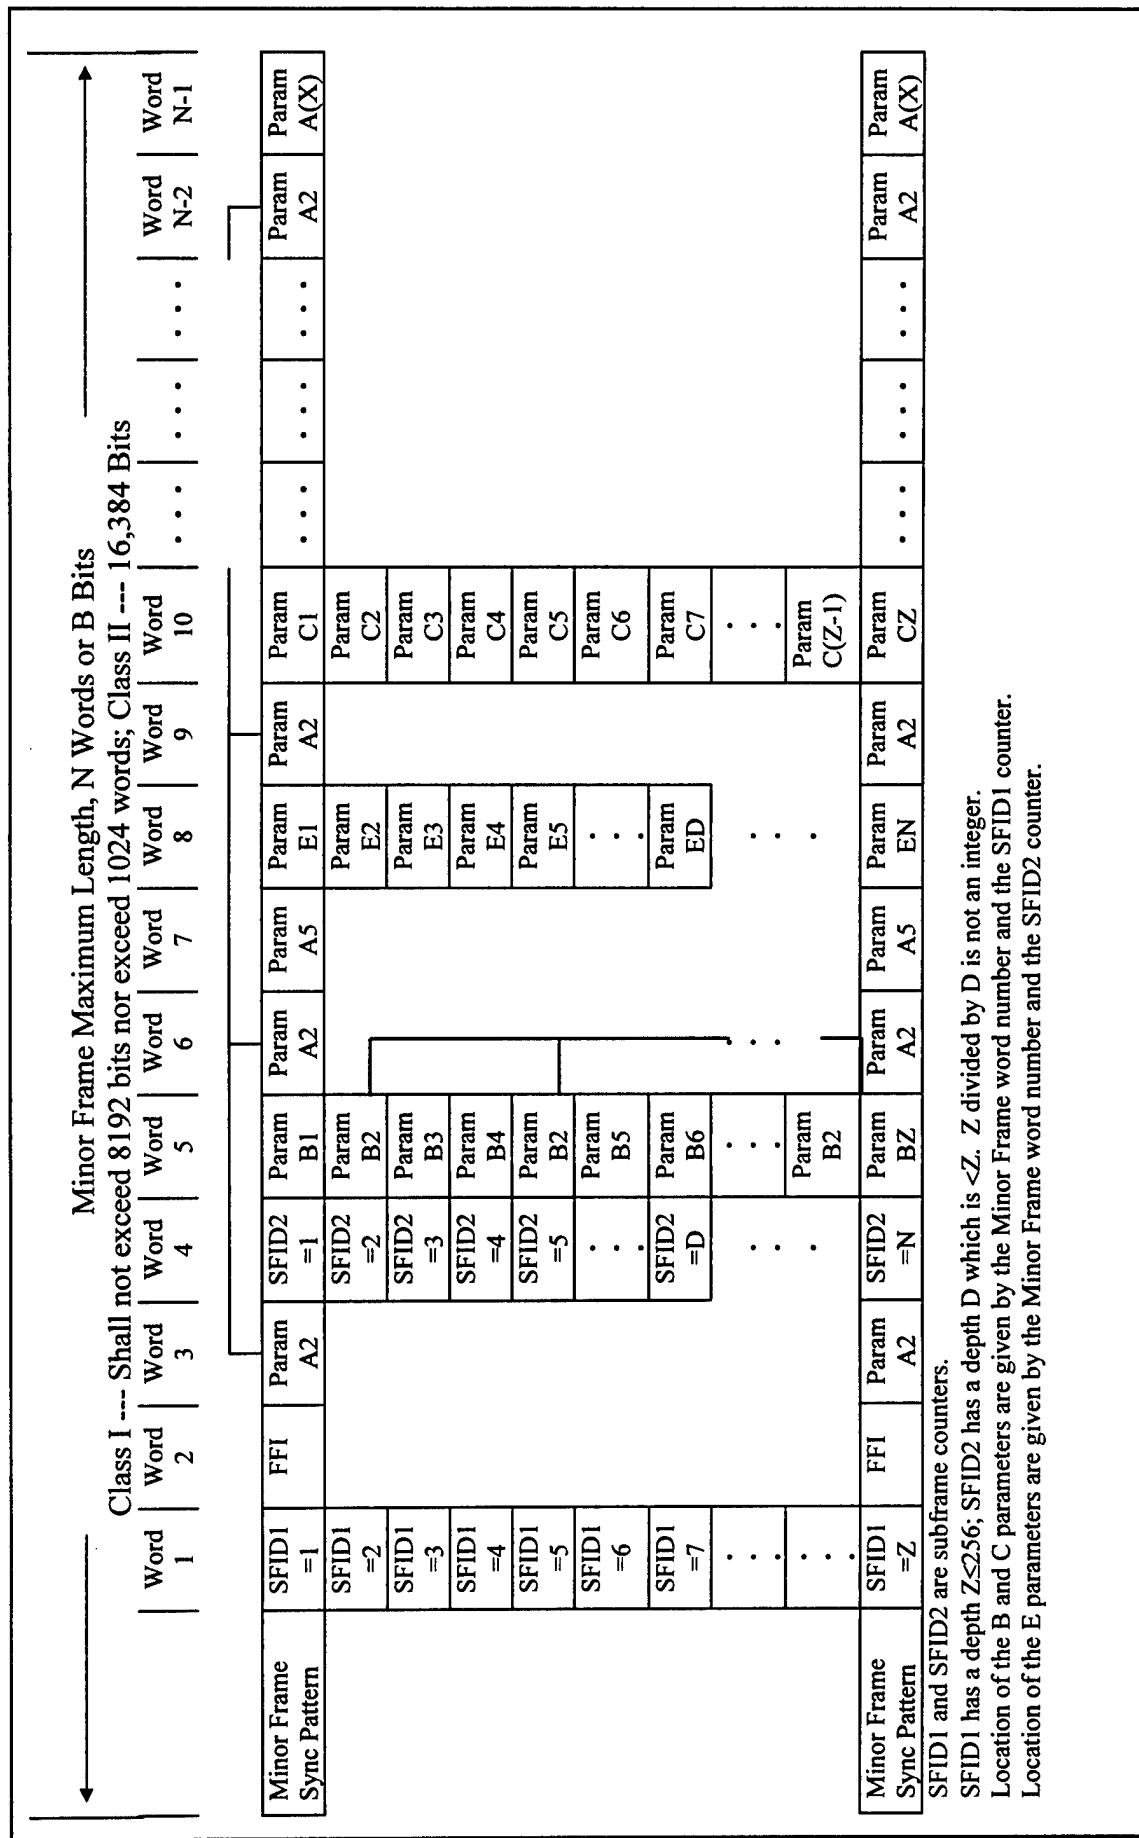 Minor Frame Maximum Length, N Words or B Bits
Class I --- Shall not exceed 8192 bits nor exceed 1024 words; Class II --- 16,384 Bits
Word 1 Word 2 Word 3 Word 4 Word 5 Word 6 Word 7 Word 8 Word 9 Word 10 . . . . . . . . . . . Word N-2 Word N-1
Minor Frame Sync Pattern SFID1 =1 FFI Param A2 SFID2 =1 Param B1 Param A2 Param A5 Param E1 Param A2 Param C1 . . . . . . . . . . . Param A2 Param A(X)
SFID1 =2 SFID2 =2 Param B2 Param E2 Param C2
SFID1 =3 SFID2 =3 Param B3 Param E3 Param C3
SFID1 =4 SFID2 =4 Param B4 Param E4 Param C4
SFID1 =5 SFID2 =5 Param B2 Param E5 Param C5
SFID1 =6 . . . Param B5 . . . Param C6
SFID1 =7 SFID2 =D Param B6 Param ED Param C7
. . . . . . . . . . . . . . . . . .
. . . Param B2 Param C(Z-1)
Minor Frame Sync Pattern SFID1 =Z FFI Param A2 SFID2 =N Param BZ Param A2 Param A5 Param EN Param A2 Param CZ . . . . . . . . . . . Param A2 Param A(X)
SFID1 and SFID2 are subframe counters.
SFID1 has a depth Z≤256; SFID2 has a depth D which is <Z. Z divided by D is not an integer.
Location of the B and C parameters are given by the Minor Frame word number and the SFID1 counter.
Location of the E parameters are given by the Minor Frame word number and the SFID2 counter.